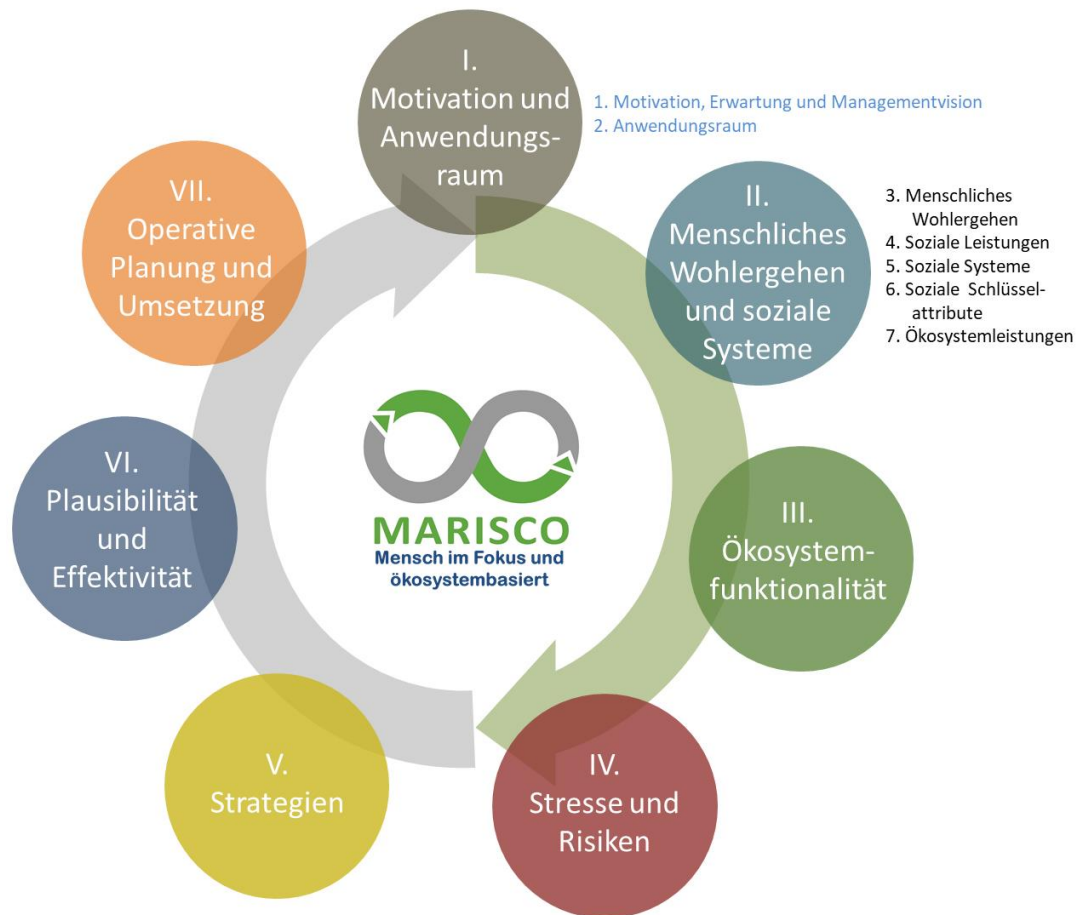 I.
Motivation und
Anwendungs-
raum
1. Motivation, Erwartung und Managementvision
2. Anwendungsraum
II.
Menschliches
Wohlergehen
und soziale
Systeme
3. Menschliches
Wohlergehen
4. Soziale Leistungen
5. Soziale Systeme
6. Soziale Schlüssel-
attribute
7. Ökosystemleistungen
III.
Ökosystem-
funktionalität
IV.
Stresse und
Risiken
V.
Strategien
VI.
Plausibilität
und
Effektivität
VII.
Operative
Planung und
Umsetzung
MARISCO
Mensch im Fokus und
ökosystembasiert